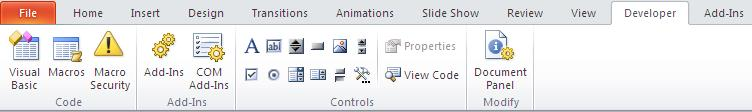 File Home Insert Design Transitions Animations Slide Show Review View Developer Add-Ins
A ab Properties
Visual Basic Macros Macro Security Add-Ins COM Add-Ins View Code Document Panel
Code Add-Ins Controls Modify